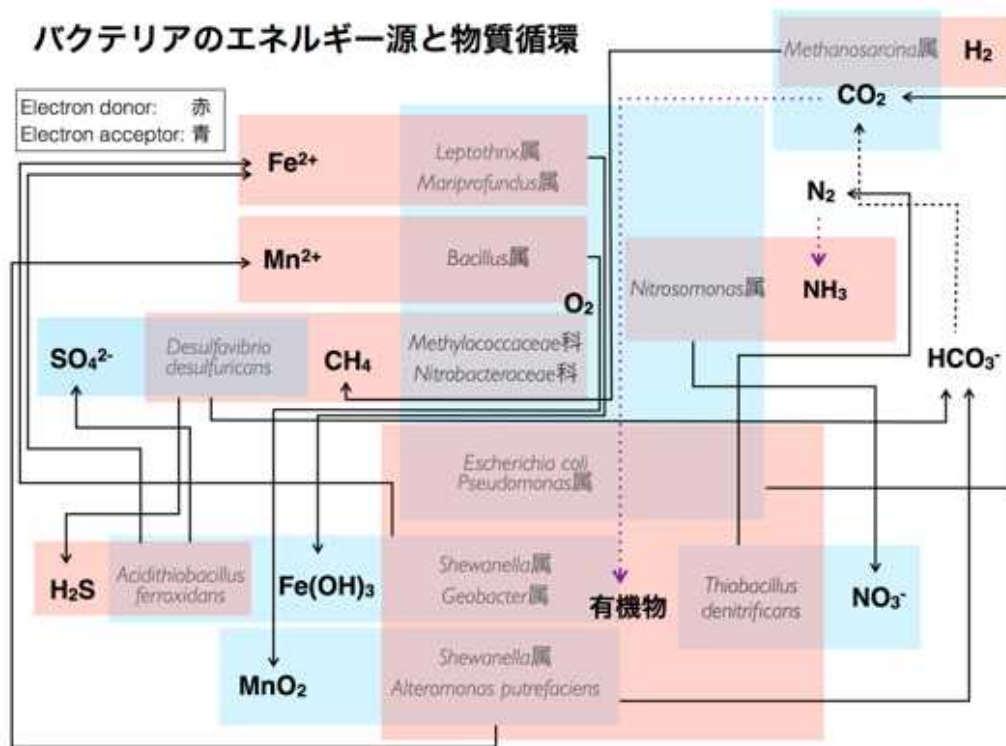 バクテリアのエネルギー源と物質循環
Electron donor: 赤
Electron acceptor: 青
Methanosarcina属
H₂
CO₂
Fe²⁺
Leptothrix属
Mariprofundus属
N₂
Mn²⁺
Bacillus属
O₂
Nitrosomonas属
NH₃
SO₄²⁻
Desulfavibria
desulfuricans
CH₄
Methylococcaceae科
Nitrobacteraceae科
HCO₃⁻
Escherichia coli
Pseudomonas属
H₂S
Acidithiobacillus
ferroxidans
Fe(OH)₃
Shewanella属
Geobacter属
有機物
Thiobacillus
denitrificans
NO₃⁻
MnO₂
Shewanella属
Alteromonas putrefaciens